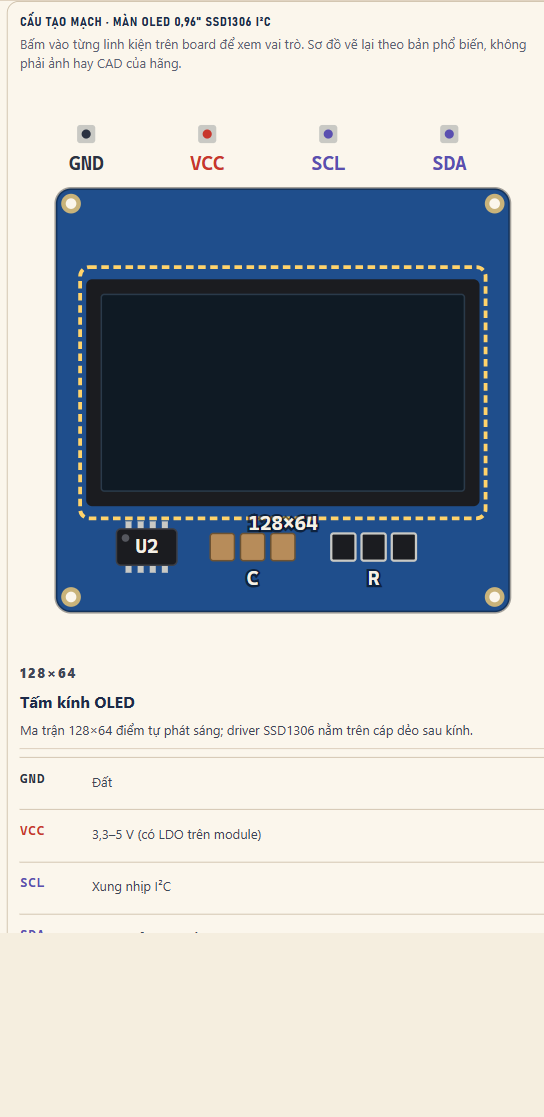 CẤU TẠO MẠCH · MÀN OLED 0,96" SSD1306 I²C
Bấm vào từng linh kiện trên board để xem vai trò. Sơ đồ vẽ lại theo bản phổ biến, không
phải ảnh hay CAD của hãng.
GND VCC SCL SDA
128×64
U2
C R
128×64
Tấm kính OLED
Ma trận 128×64 điểm tự phát sáng; driver SSD1306 nằm trên cáp dẻo sau kính.
GND Đất
VCC 3,3–5 V (có LDO trên module)
SCL Xung nhịp I²C
SDA